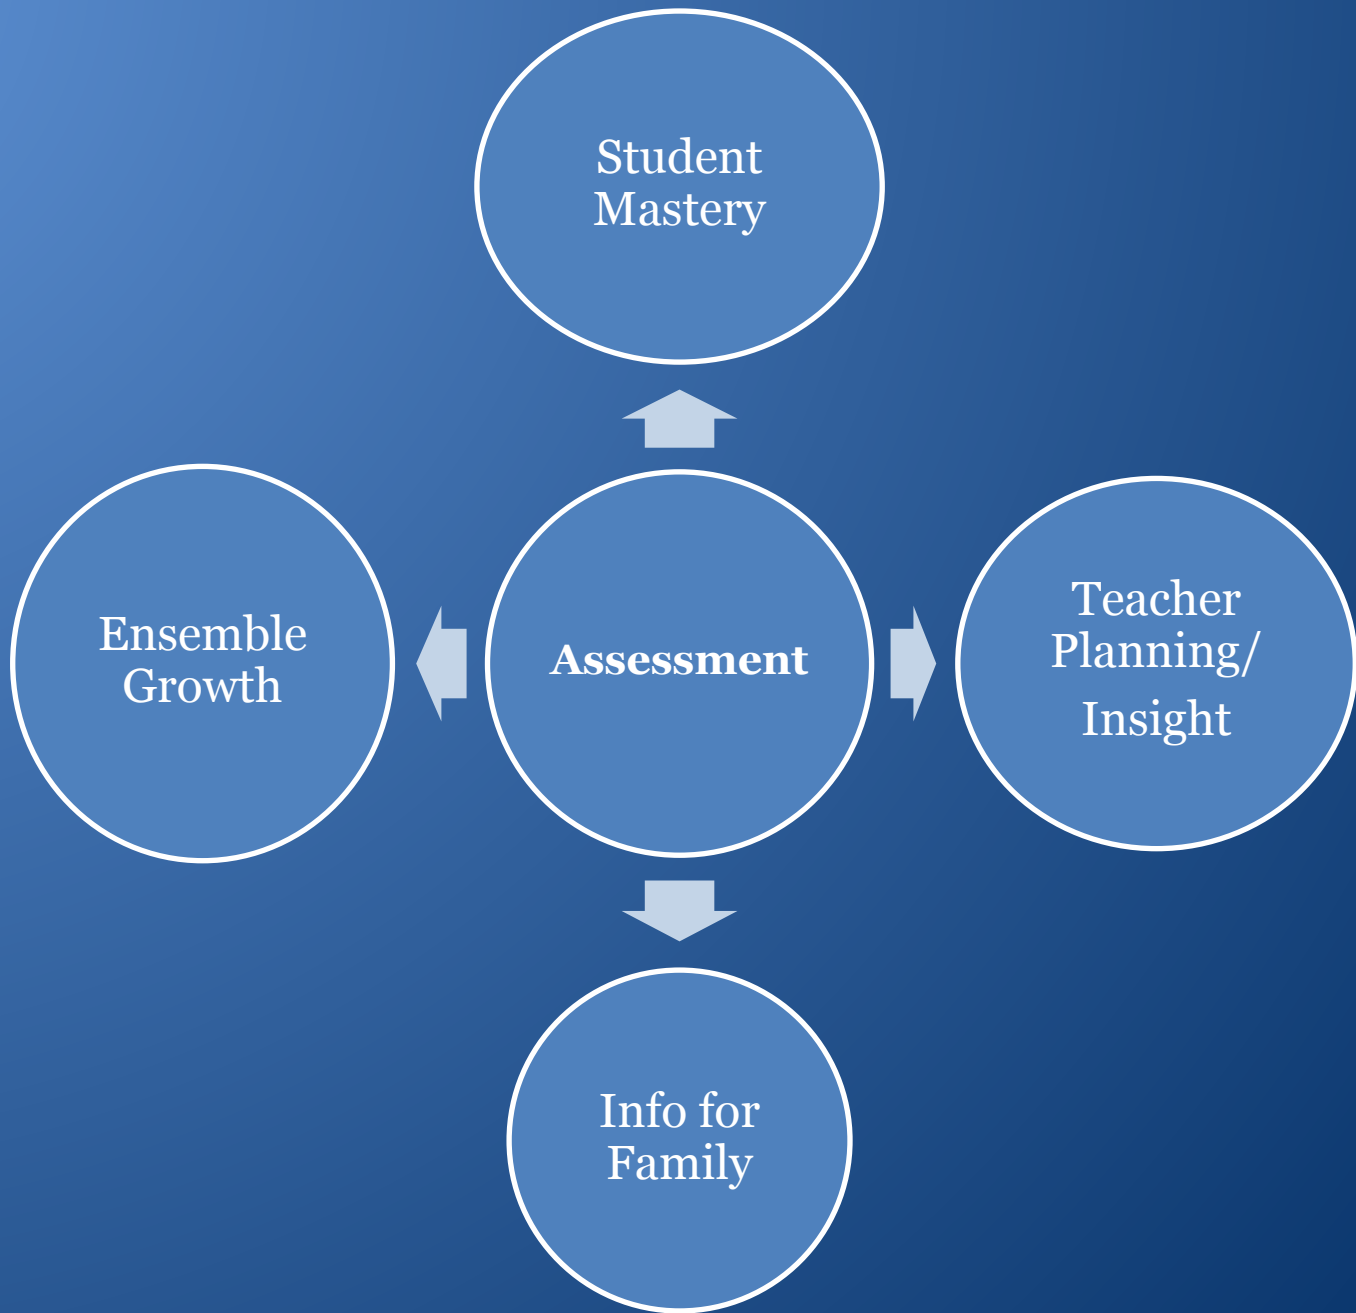 Student
Mastery
Ensemble
Growth
Assessment
Teacher
Planning/
Insight
Info for
Family